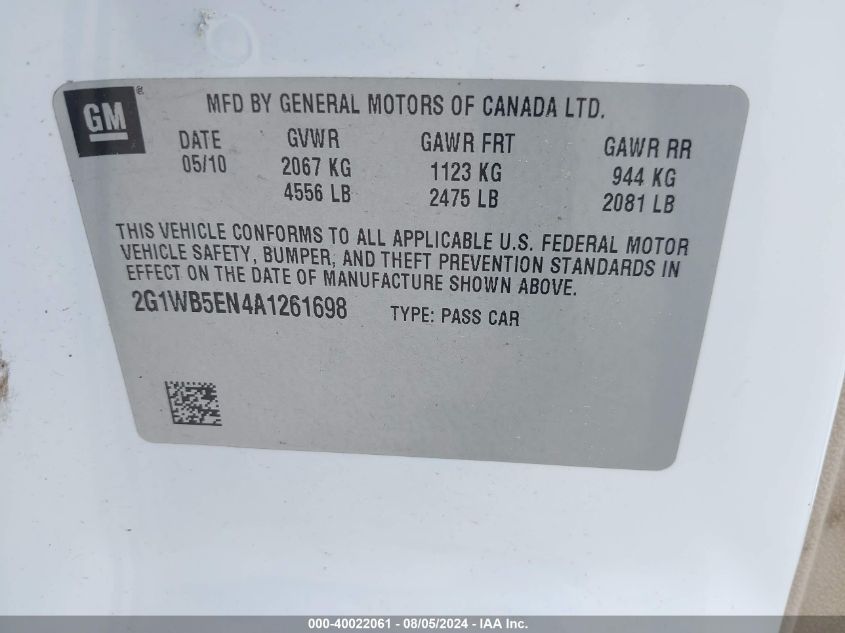 GM®
MFD BY GENERAL MOTORS OF CANADA LTD.
DATE GVWR GAWR FRT GAWR RR
05/10 2067 KG 1123 KG 944 KG
4556 LB 2475 LB 2081 LB
THIS VEHICLE CONFORMS TO ALL APPLICABLE U.S. FEDERAL MOTOR
VEHICLE SAFETY, BUMPER, AND THEFT PREVENTION STANDARDS IN
EFFECT ON THE DATE OF MANUFACTURE SHOWN ABOVE.
2G1WB5EN4A1261698 TYPE: PASS CAR
000-40022061 - 08/05/2024 - IAA Inc.